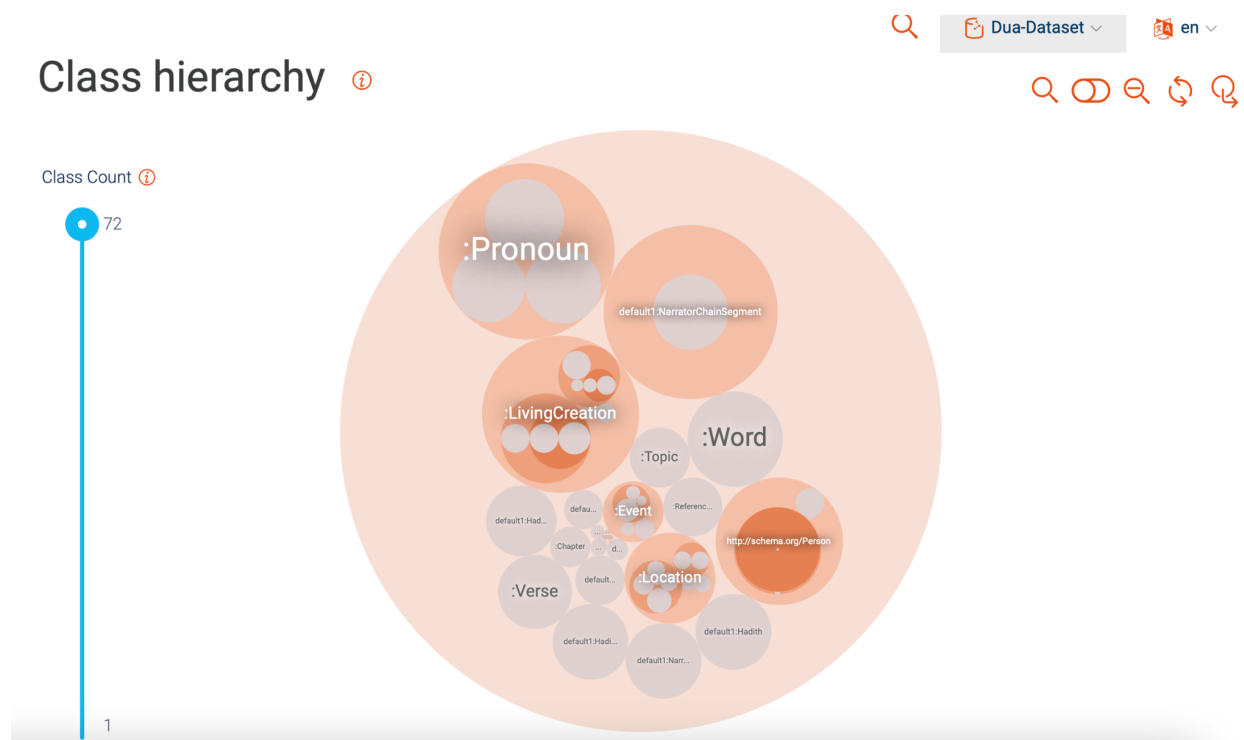 Dua-Dataset
en
Class hierarchy
Class Count
72
1
:Pronoun
default1:NarratorChainSegment
:LivingCreation
:Word
:Topic
default1:Had...
defau...
:Event
:Referenc...
http://schema.org/Person
:Chapter
...
d...
:Verse
default...
:Location
default1:Hadi...
default1:Narr...
default1:Hadith